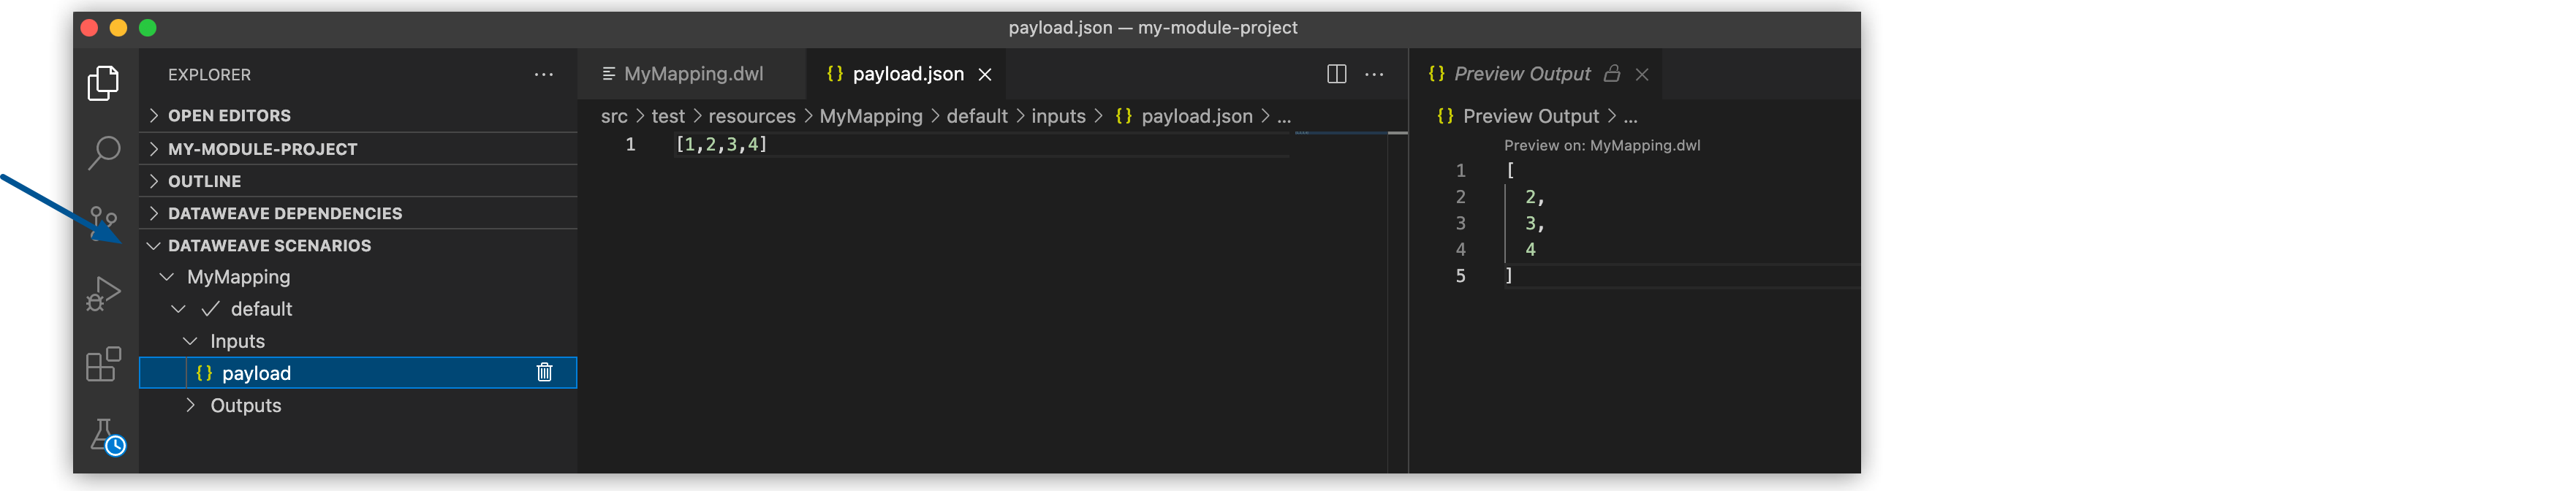 payload.json — my-module-project
EXPLORER ...
OPEN EDITORS
MY-MODULE-PROJECT
OUTLINE
DATAWEAVE DEPENDENCIES
DATAWEAVE SCENARIOS
MyMapping
default
Inputs
{} payload
Outputs
MyMapping.dwl
{} payload.json
...
src > test > resources > MyMapping > default > inputs > {} payload.json > ...
1 [1,2,3,4]
{} Preview Output
{} Preview Output > ...
Preview on: MyMapping.dwl
1 [
2 2,
3 3,
4 4
5 ]